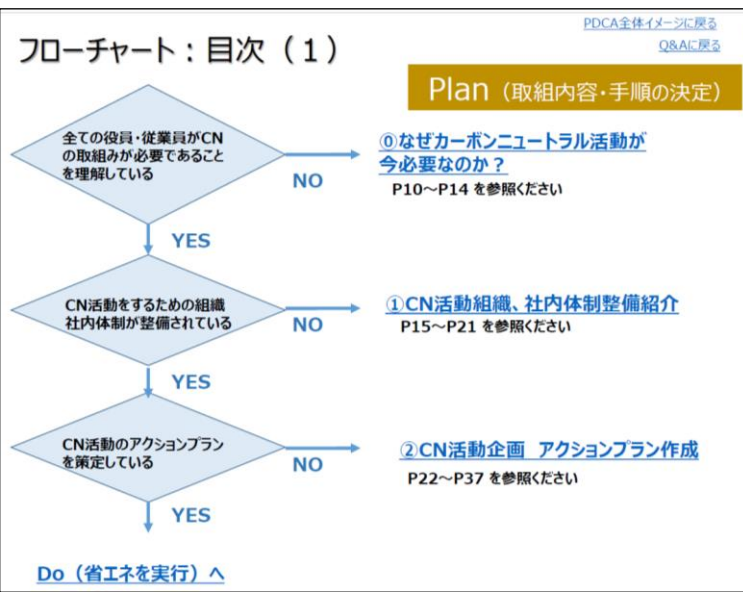 PDCA全体イメージに戻る
Q&Aに戻る
フローチャート：目次（１）
Plan（取組内容・手順の決定）
全ての役員・従業員がCN
の取組みが必要であること
を理解している
NO
⓪なぜカーボンニュートラル活動が
今必要なのか？
P10～P14 を参照ください
YES
CN活動をするための組織
社内体制が整備されている
NO
①CN活動組織、社内体制整備紹介
P15～P21 を参照ください
YES
CN活動のアクションプラン
を策定している
NO
②CN活動企画　アクションプラン作成
P22～P37 を参照ください
YES
Do（省エネを実行）へ